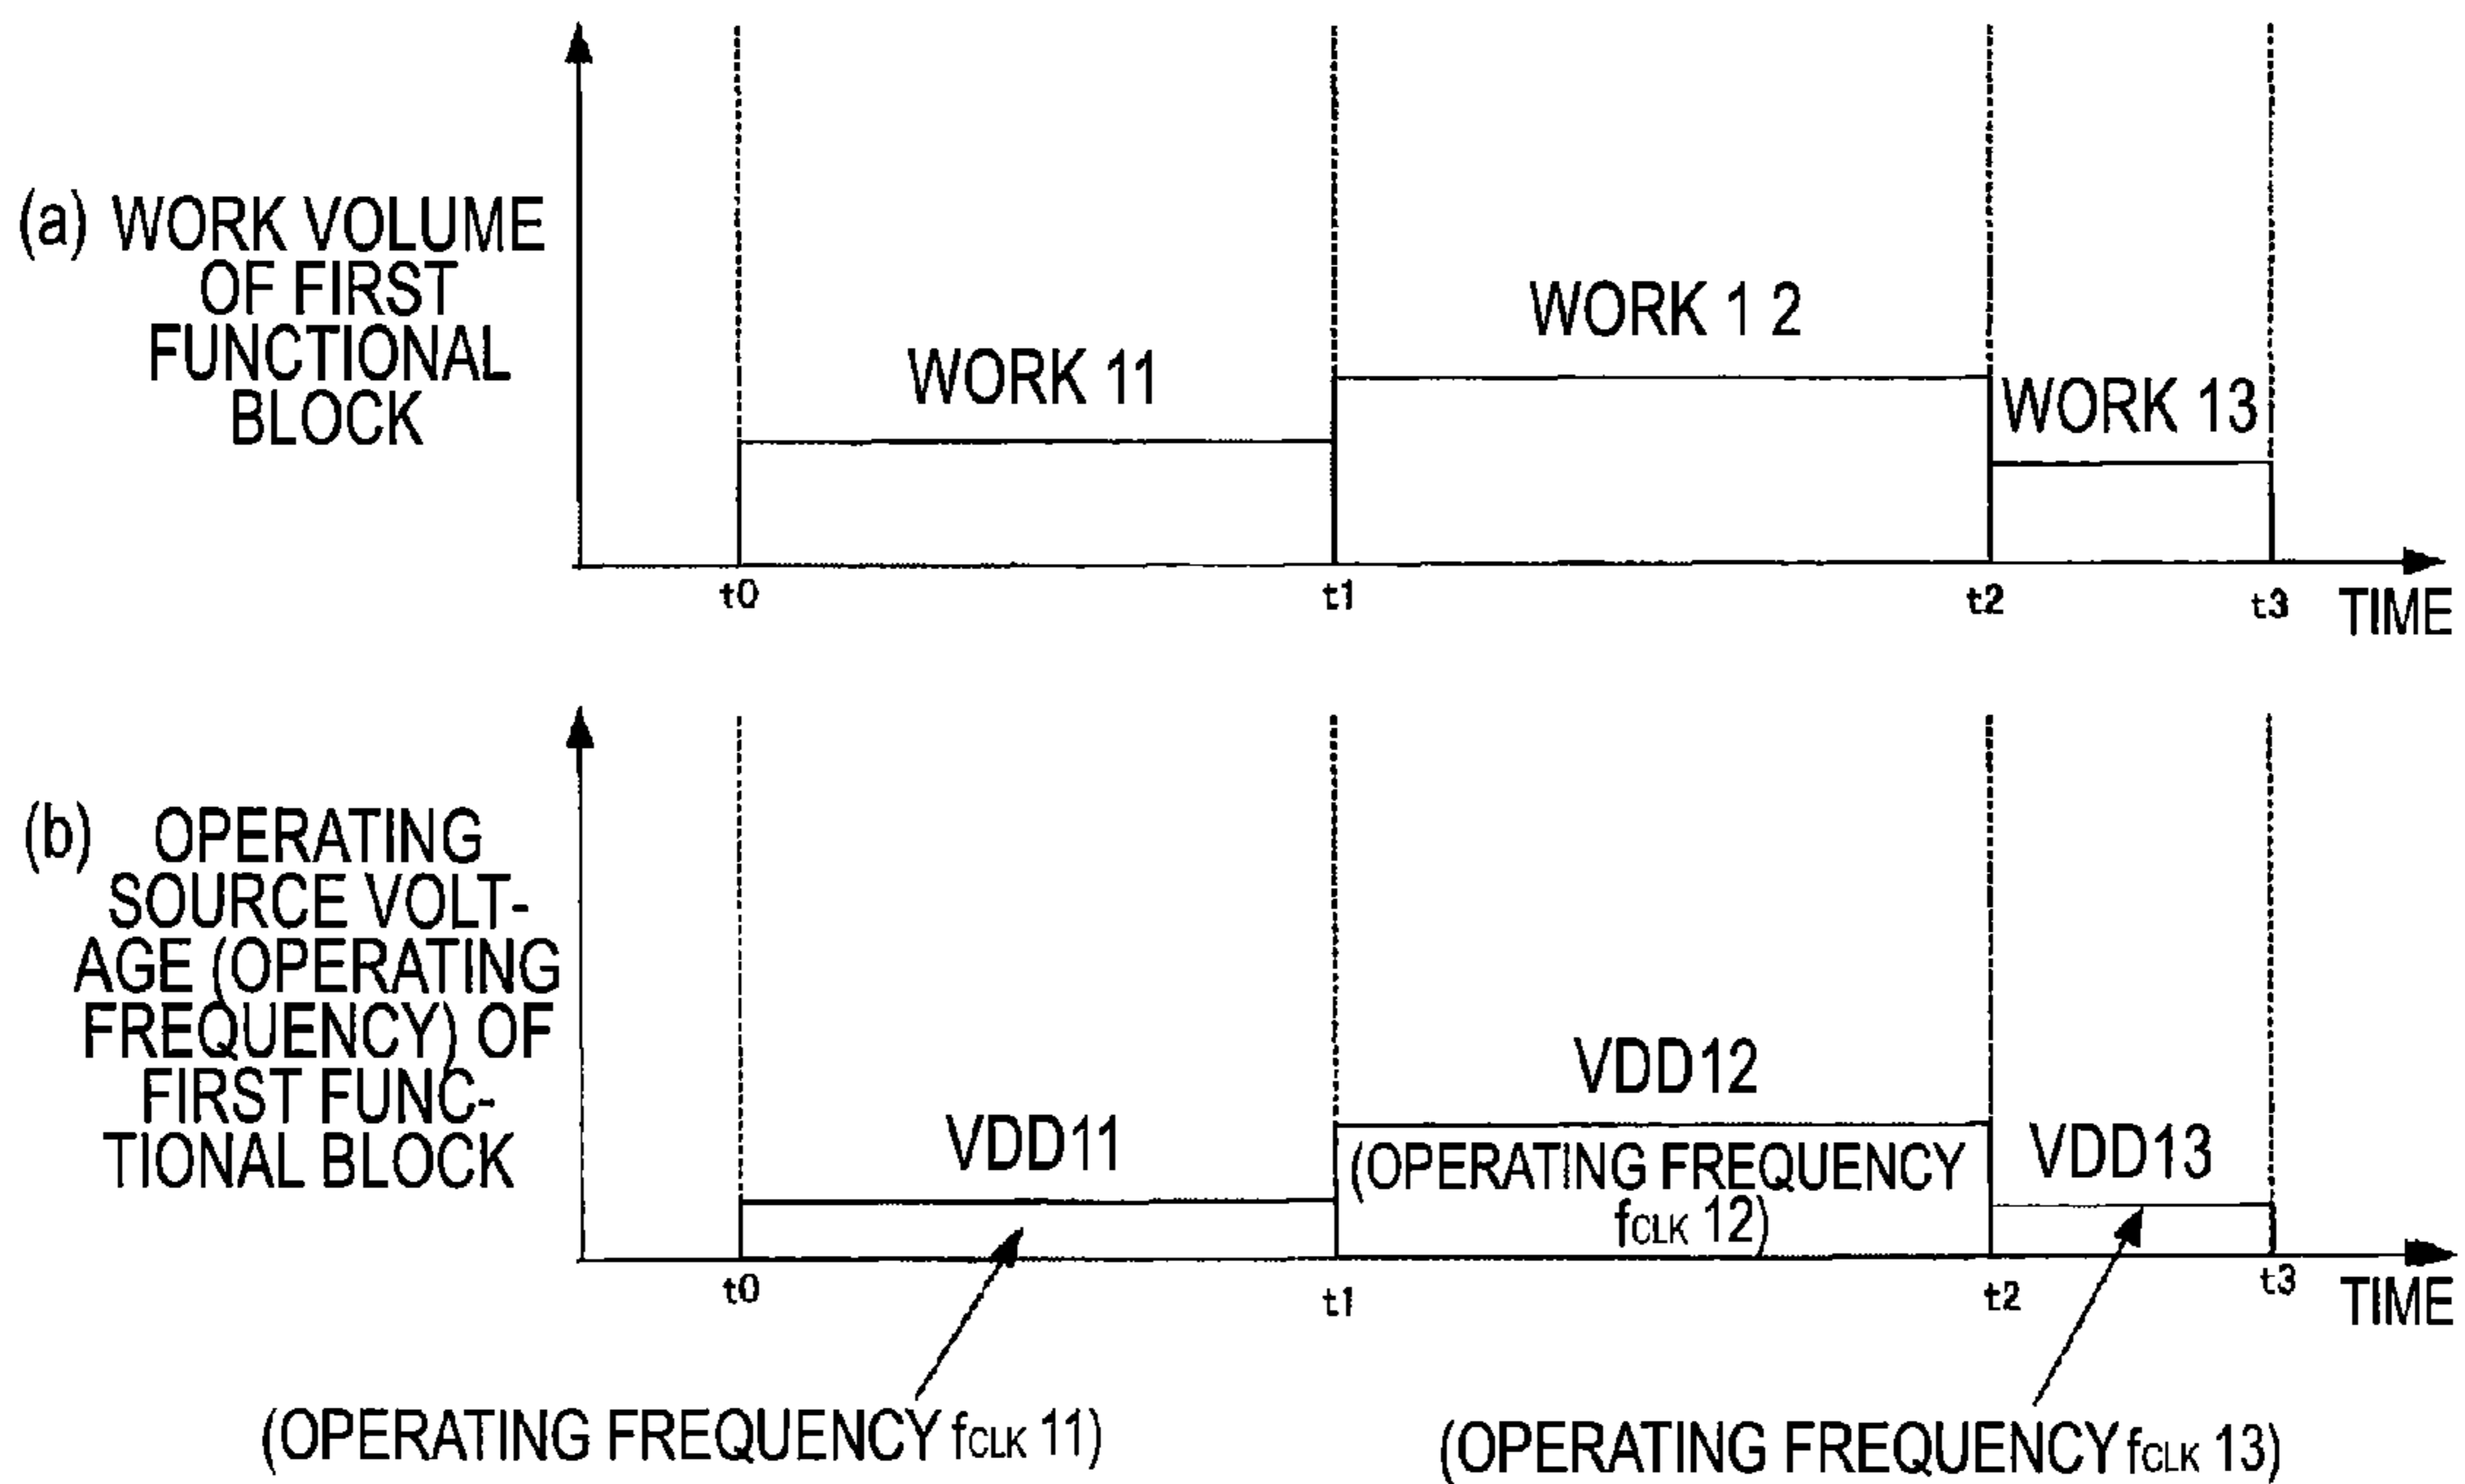 (a) WORK VOLUME
OF FIRST
FUNCTIONAL
BLOCK
WORK 11
WORK 1 2
WORK 13
t0
t1
t2
t3
TIME
(b) OPERATING
SOURCE VOLT-
AGE (OPERATING
FREQUENCY) OF
FIRST FUNC-
TIONAL BLOCK
VDD11
VDD12
(OPERATING FREQUENCY
fCLK 12)
VDD13
t0
t1
t2
t3
TIME
(OPERATING FREQUENCY fCLK 11)
(OPERATING FREQUENCY fCLK 13)